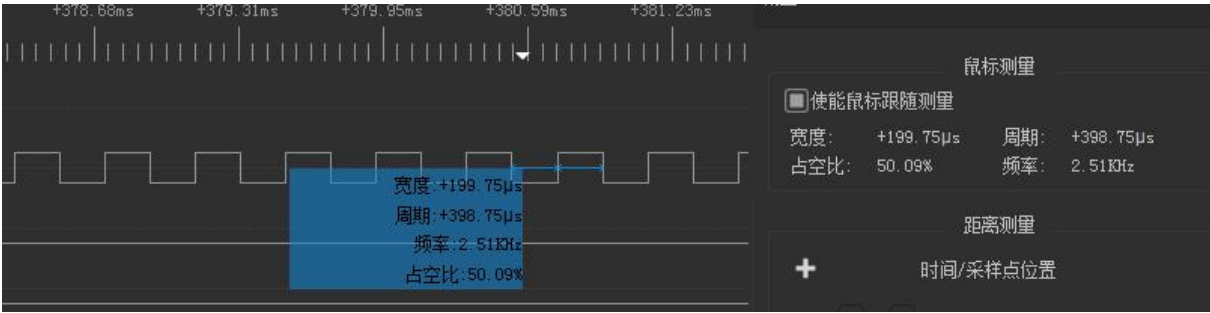 +378.68ms +379.31ms +379.95ms +380.59ms +381.23ms
宽度:+199.75μs
周期:+398.75μs
频率:2.51KHz
占空比:50.09%
鼠标测量
使能鼠标跟随测量
宽度: +199.75μs 周期: +398.75μs
占空比: 50.09% 频率: 2.51KHz
距离测量
+ 时间/采样点位置